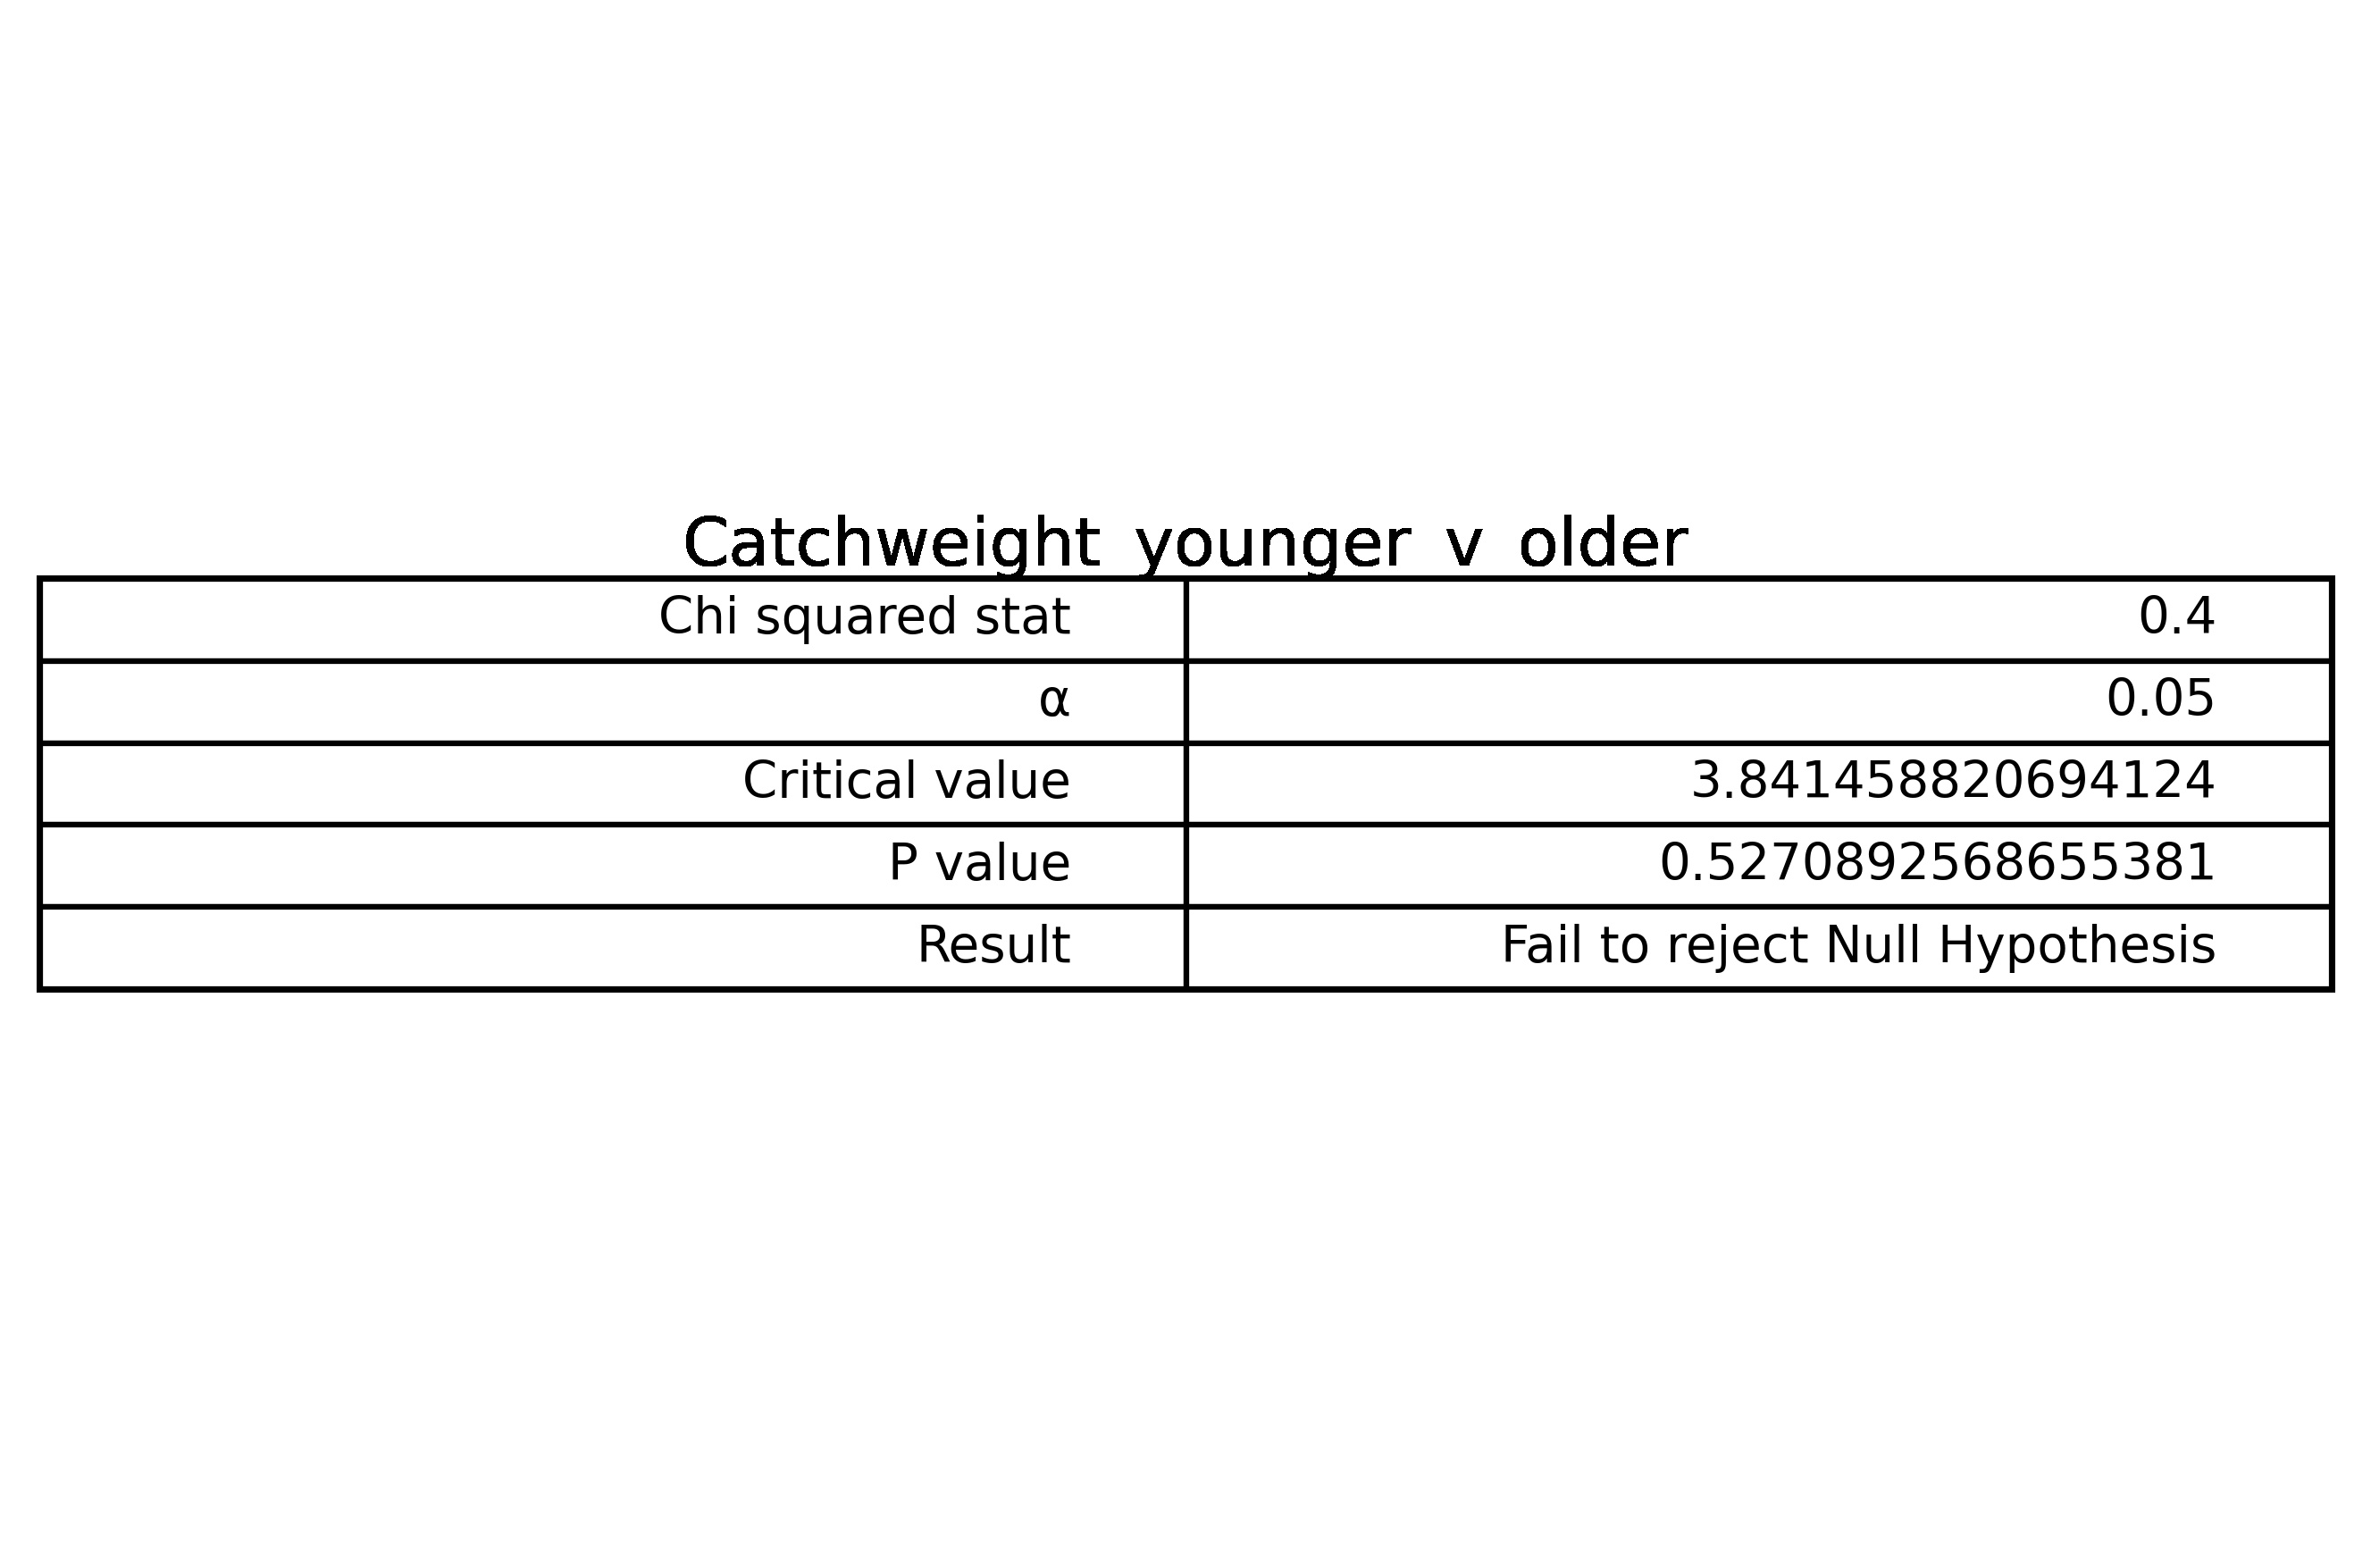 Catchweight younger v older
Chi squared stat 0.4
α 0.05
Critical value 3.841458820694124
P value 0.5270892568655381
Result Fail to reject Null Hypothesis